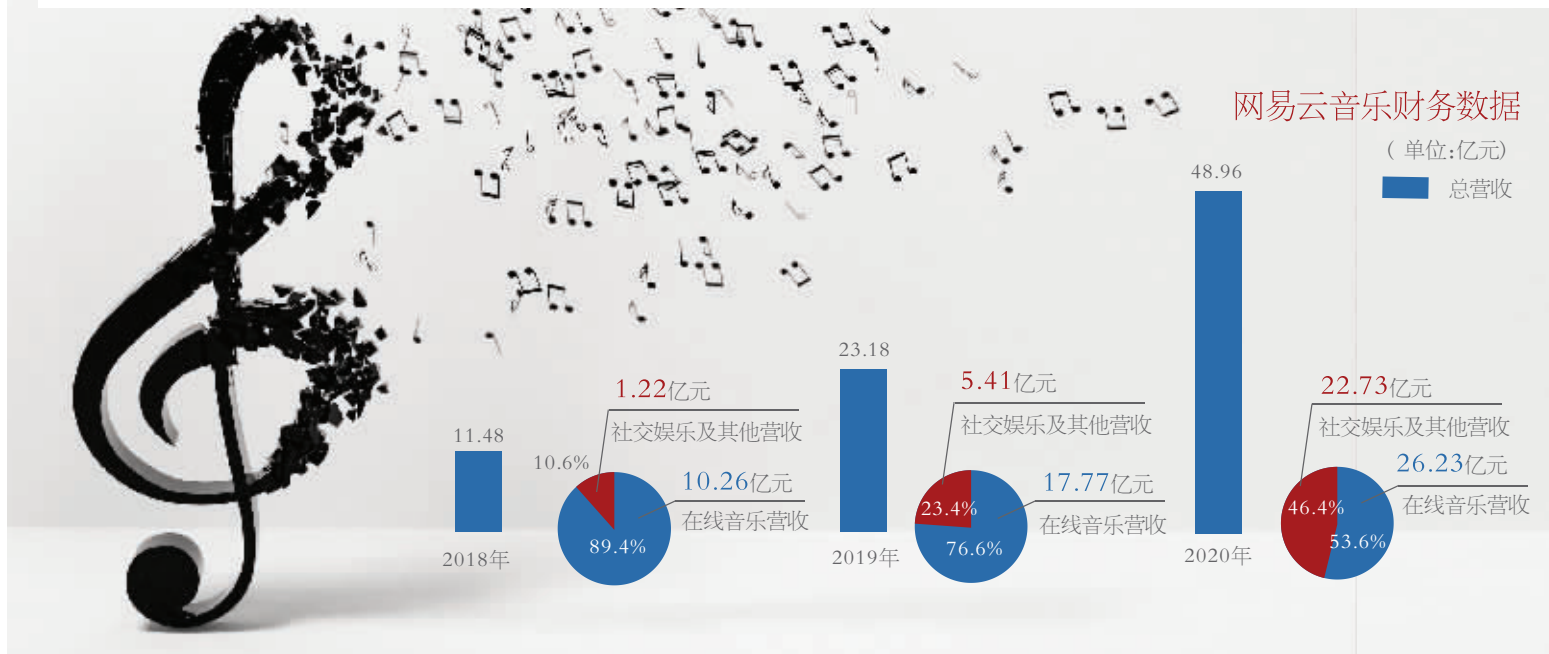 网易云音乐财务数据
（单位:亿元)
总营收
11.48
2018年
1.22亿元
社交娱乐及其他营收
10.6%
10.26亿元
在线音乐营收
89.4%
23.18
2019年
5.41亿元
社交娱乐及其他营收
23.4%
17.77亿元
在线音乐营收
76.6%
48.96
2020年
22.73亿元
社交娱乐及其他营收
46.4%
26.23亿元
在线音乐营收
53.6%